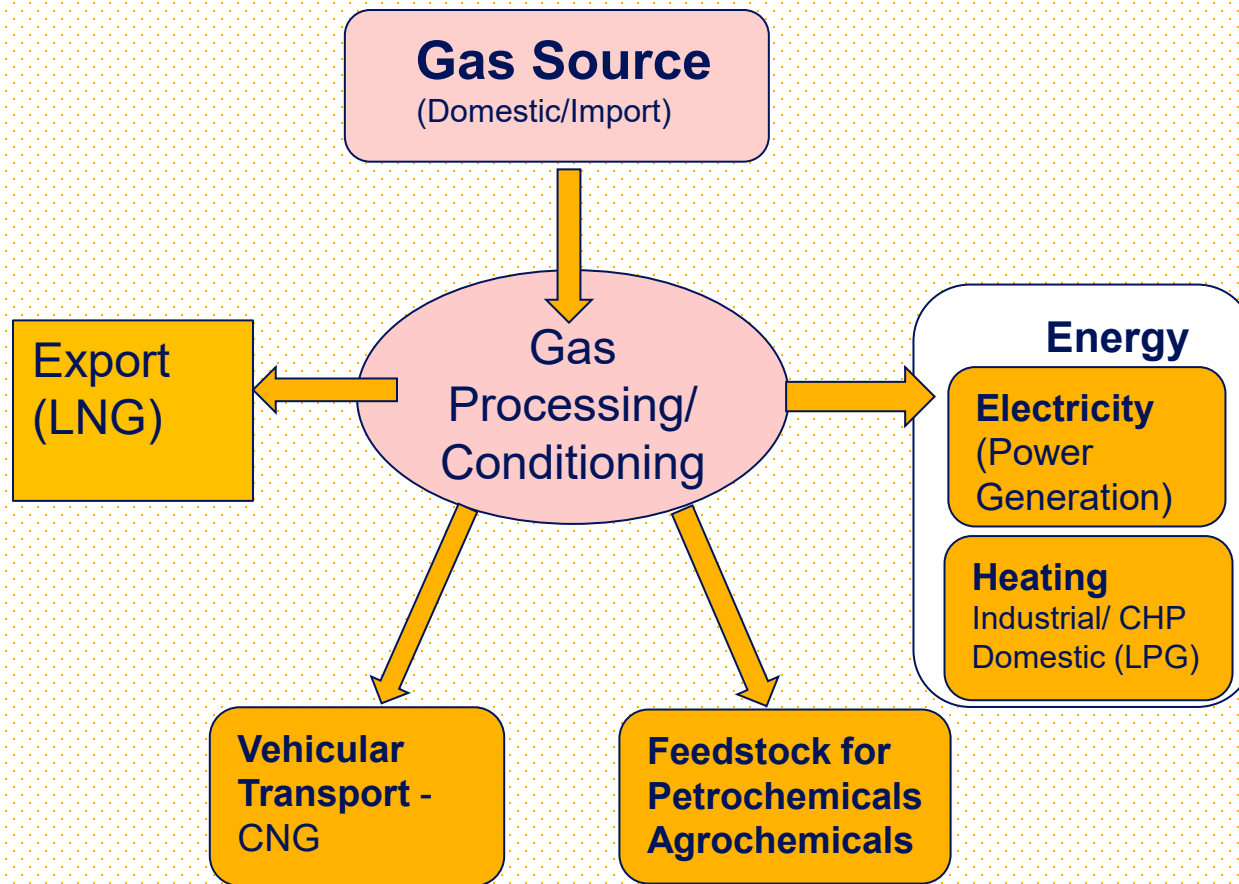 Gas Source
(Domestic/Import)
Gas
Processing/
Conditioning
Export
(LNG)
Energy
Electricity
(Power
Generation)
Heating
Industrial/ CHP
Domestic (LPG)
Vehicular
Transport -
CNG
Feedstock for
Petrochemicals
Agrochemicals